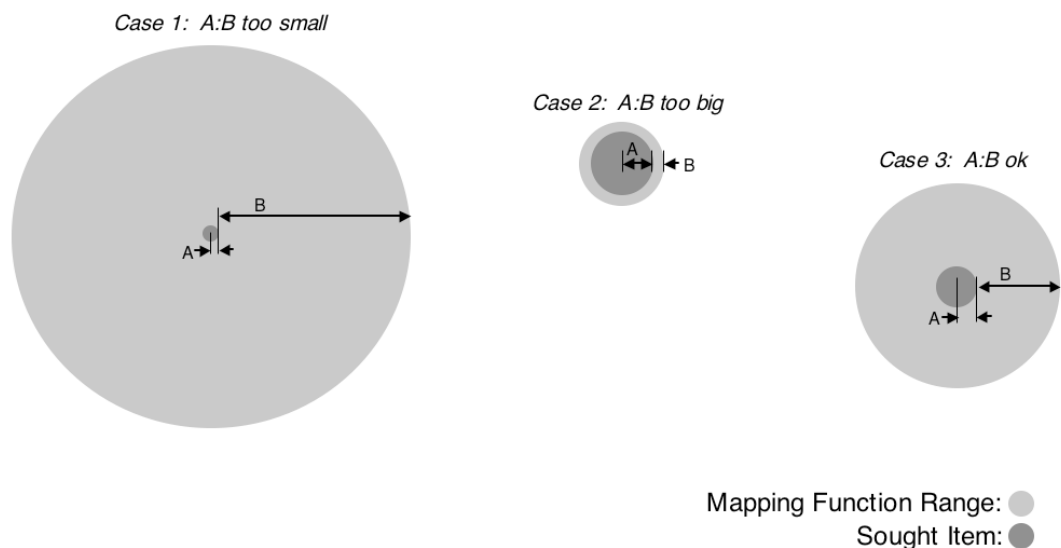 Case 1: A:B too small
B
A
Case 2: A:B too big
A
B
Case 3: A:B ok
B
A
Mapping Function Range:
Sought Item: